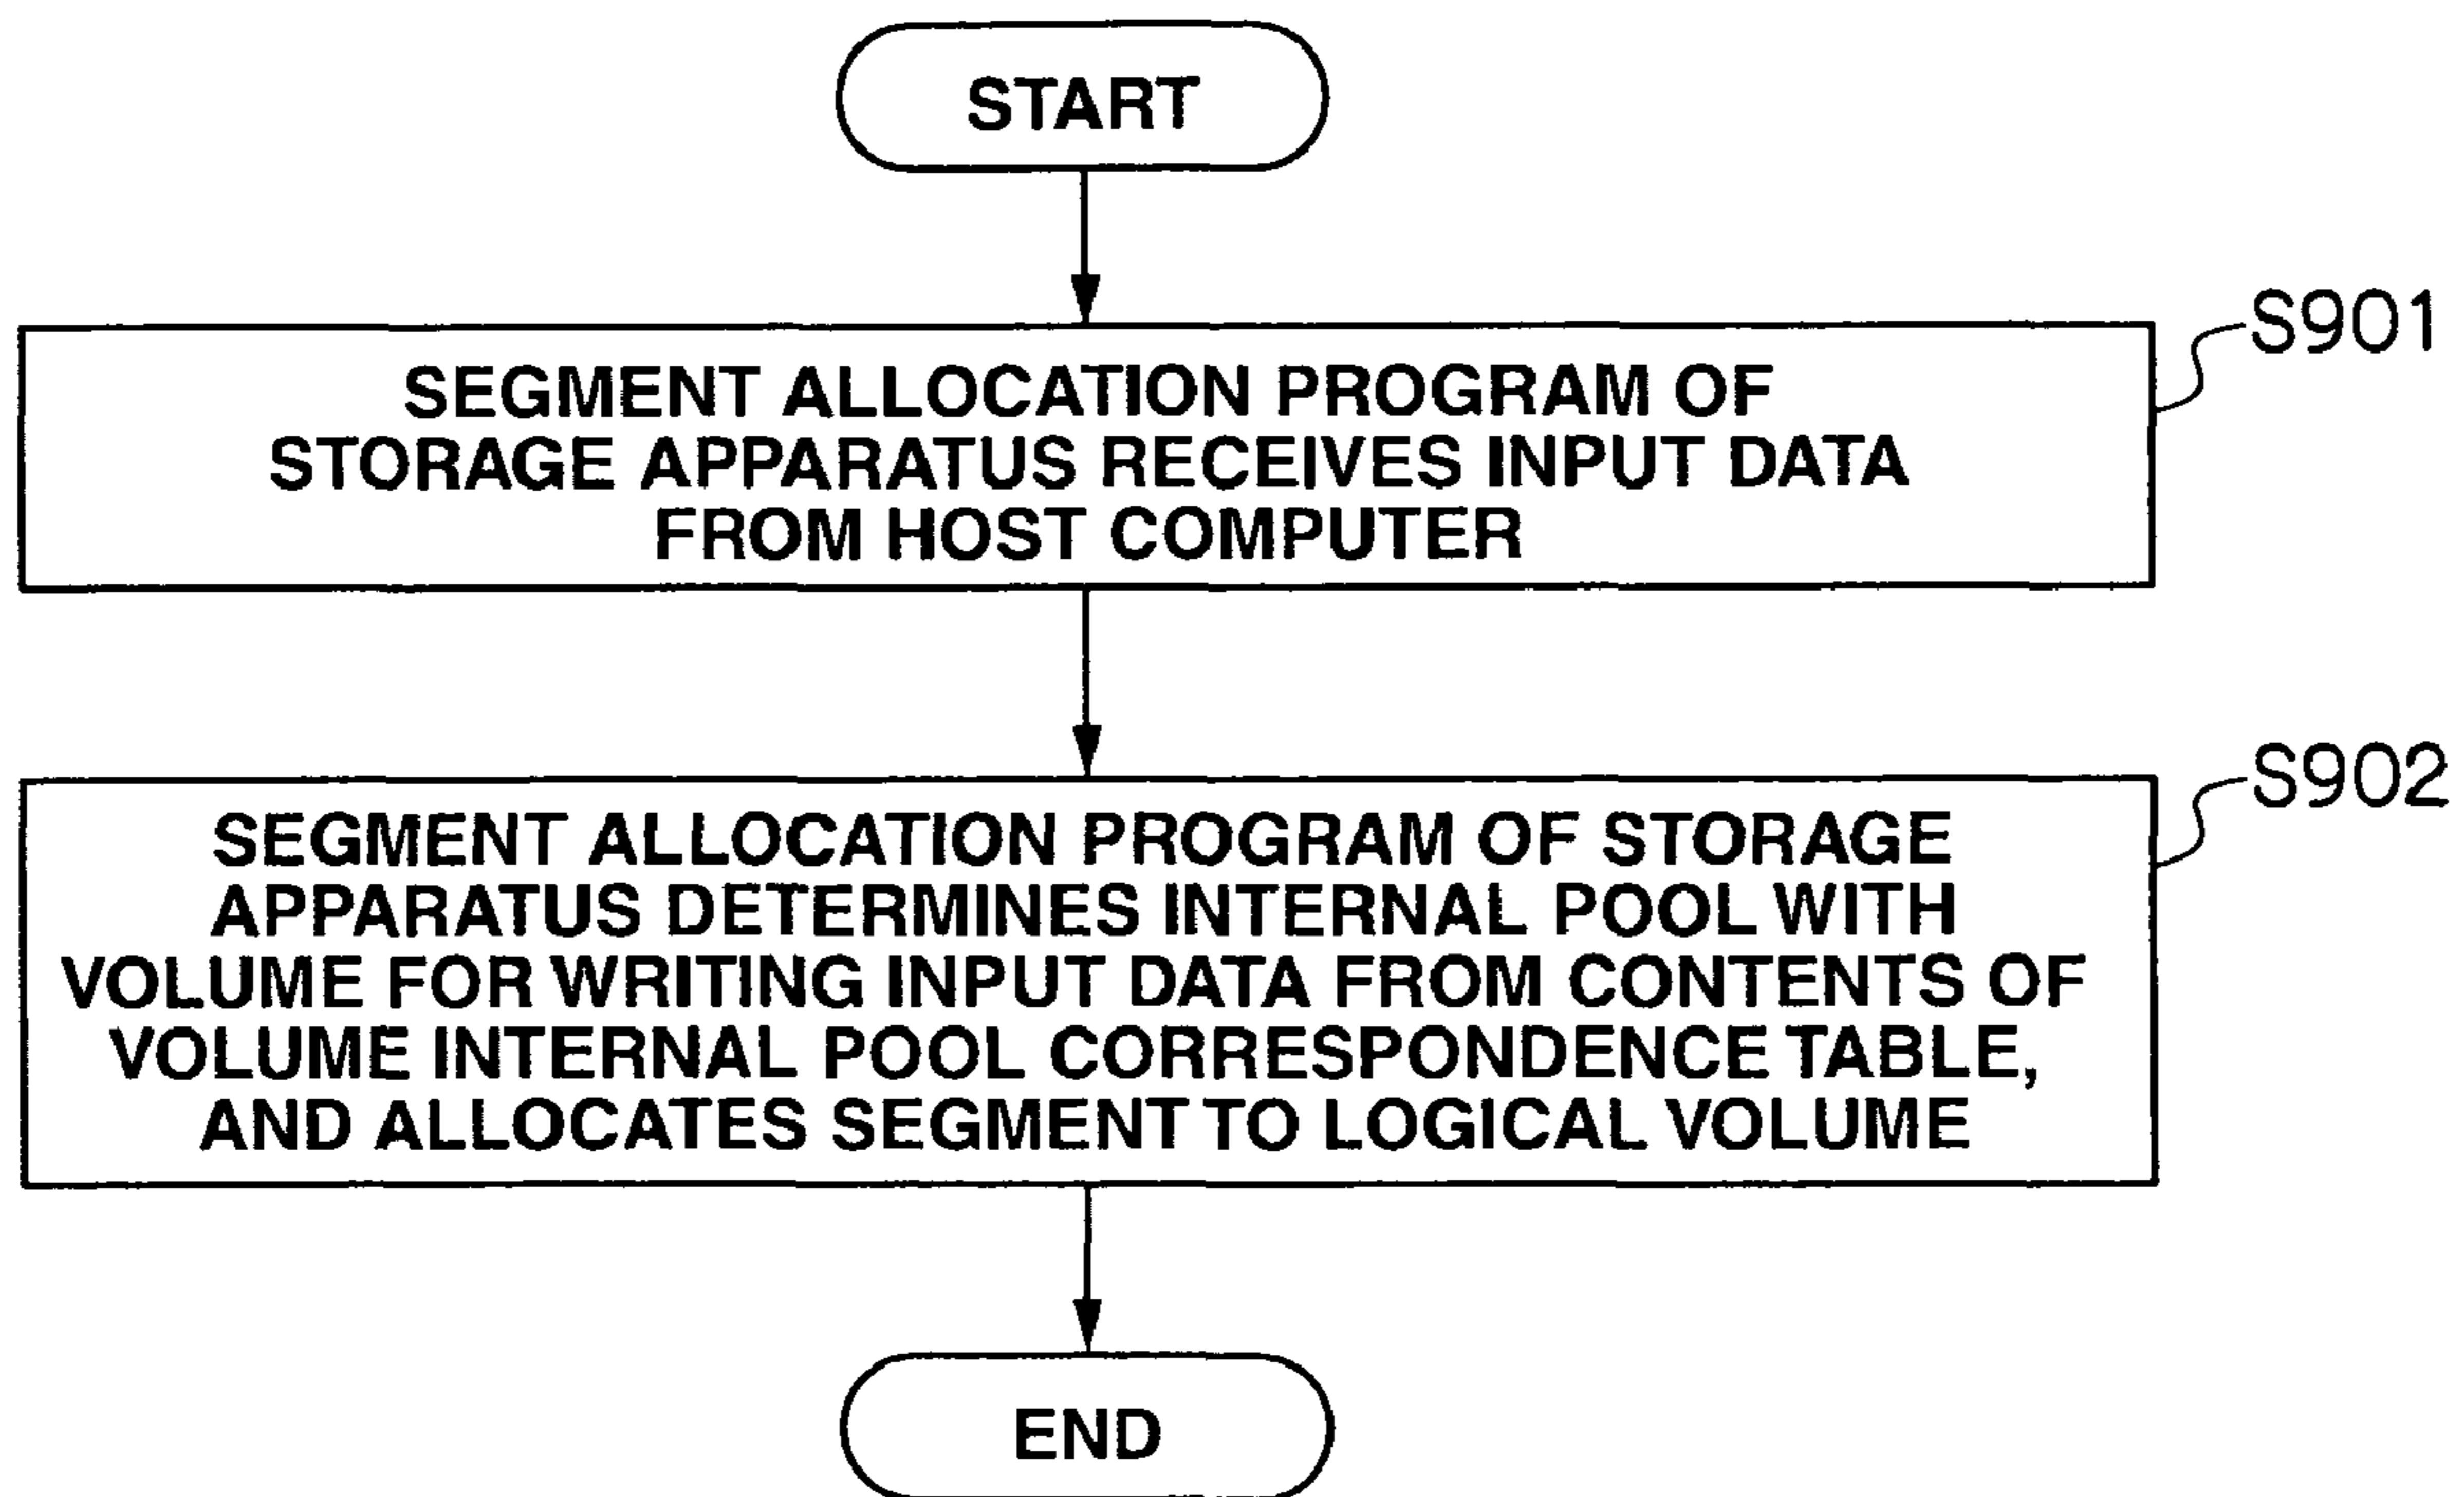 START
S901
SEGMENT ALLOCATION PROGRAM OF
STORAGE APPARATUS RECEIVES INPUT DATA
FROM HOST COMPUTER
S902
SEGMENT ALLOCATION PROGRAM OF STORAGE
APPARATUS DETERMINES INTERNAL POOL WITH
VOLUME FOR WRITING INPUT DATA FROM CONTENTS OF
VOLUME INTERNAL POOL CORRESPONDENCE TABLE,
AND ALLOCATES SEGMENT TO LOGICAL VOLUME
END